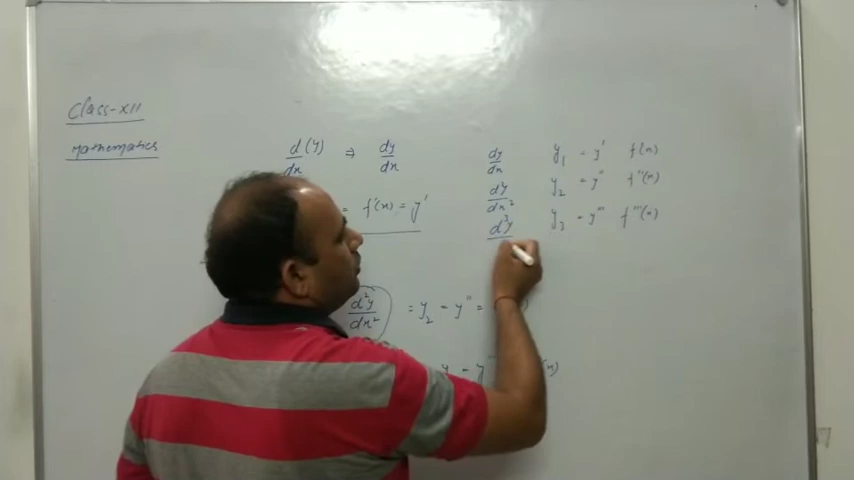 Class-XII
Mathematics
d(y)/dx ⇒ dy/dx
= f'(x) = y'
d²y/dx² = y₂ = y" =
y = y (x)
dy/dx y₁ = y' f(x)
d²y/dx² y₂ = y" f"(x)
d³y y₃ = y''' f'''(x)